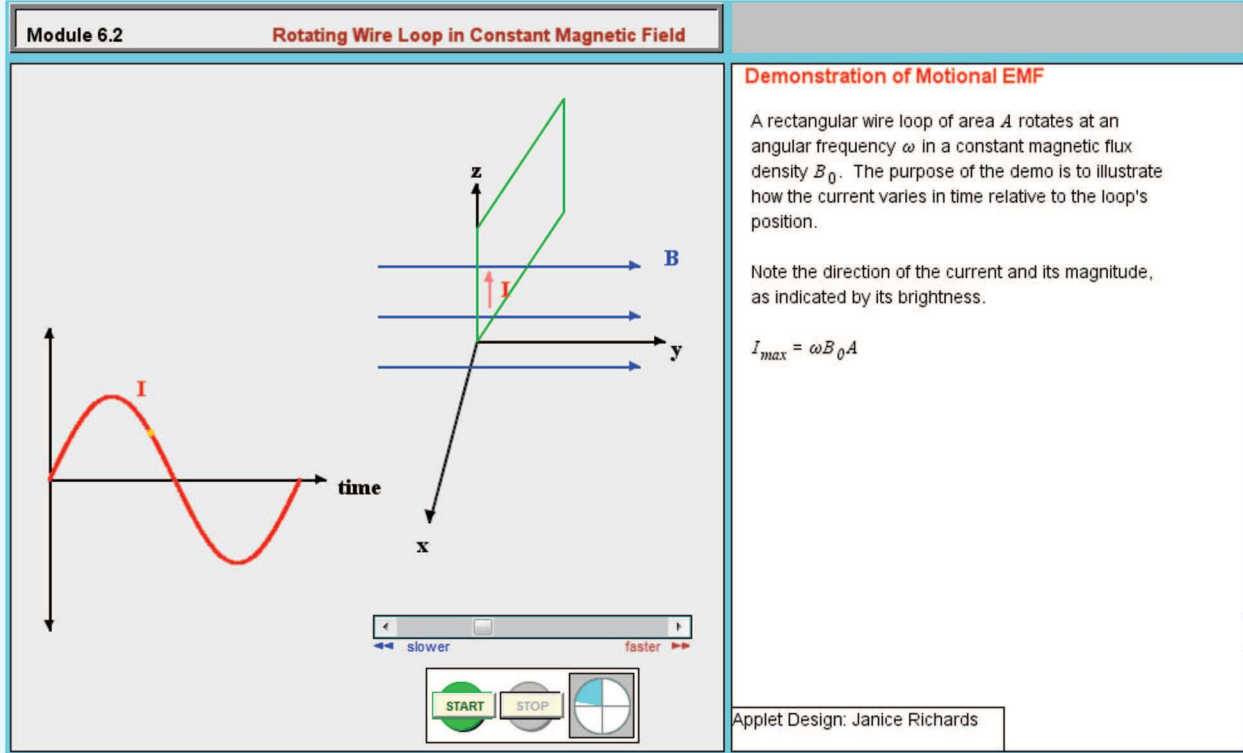 Module 6.2
Rotating Wire Loop in Constant Magnetic Field
z
B
I
y
I
time
x
slower
faster
START
STOP
Demonstration of Motional EMF
A rectangular wire loop of area A rotates at an
angular frequency ω in a constant magnetic flux
density B₀. The purpose of the demo is to illustrate
how the current varies in time relative to the loop's
position.
Note the direction of the current and its magnitude,
as indicated by its brightness.
I_max = ωB₀A
Applet Design: Janice Richards